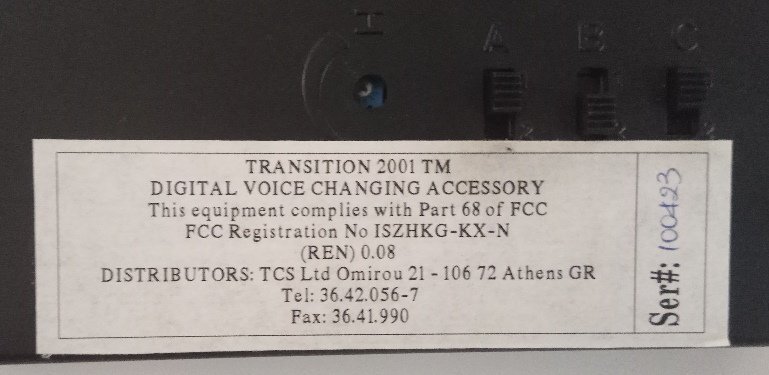 H
A B C
TRANSITION 2001 TM
DIGITAL VOICE CHANGING ACCESSORY
This equipment complies with Part 68 of FCC
FCC Registration No ISZHKG-KX-N
(REN) 0.08
DISTRIBUTORS: TCS Ltd Omirou 21 - 106 72 Athens GR
Tel: 36.42.056-7
Fax: 36.41.990
Ser#: 100423